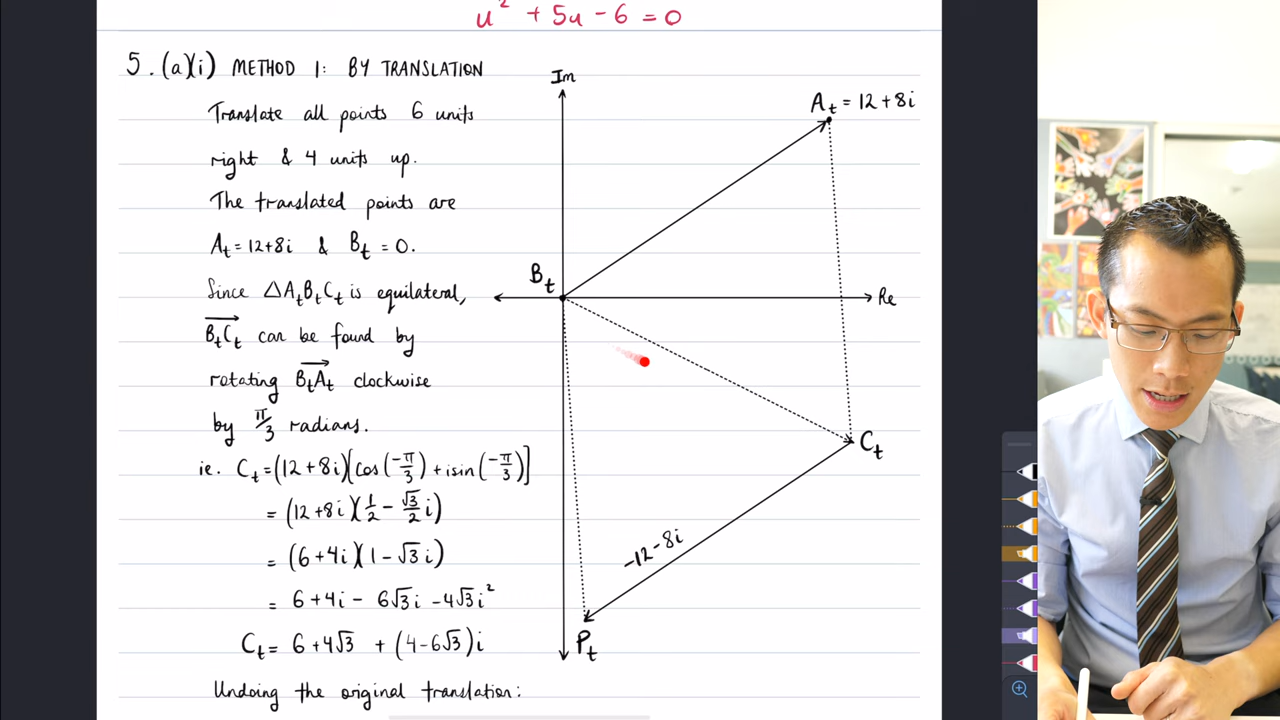 u² + 5u - 6 = 0
5. (a)(i) METHOD 1: BY TRANSLATION
Translate all points 6 units
right & 4 units up.
The translated points are
Aₜ = 12+8i & Bₜ = 0.
Since △AₜBₜCₜ is equilateral,
BₜCₜ can be found by
rotating BₜAₜ clockwise
by π/3 radians.
ie. Cₜ = (12+8i)[cos(-π/3) + isin(-π/3)]
= (12+8i)(1/2 - √3/2 i)
= (6+4i)(1-√3i)
= 6+4i - 6√3i - 4√3i²
Cₜ = 6+4√3 + (4-6√3)i
Undoing the original translation:
Im
Aₜ = 12+8i
Bₜ
Re
Cₜ
-12-8i
Pₜ